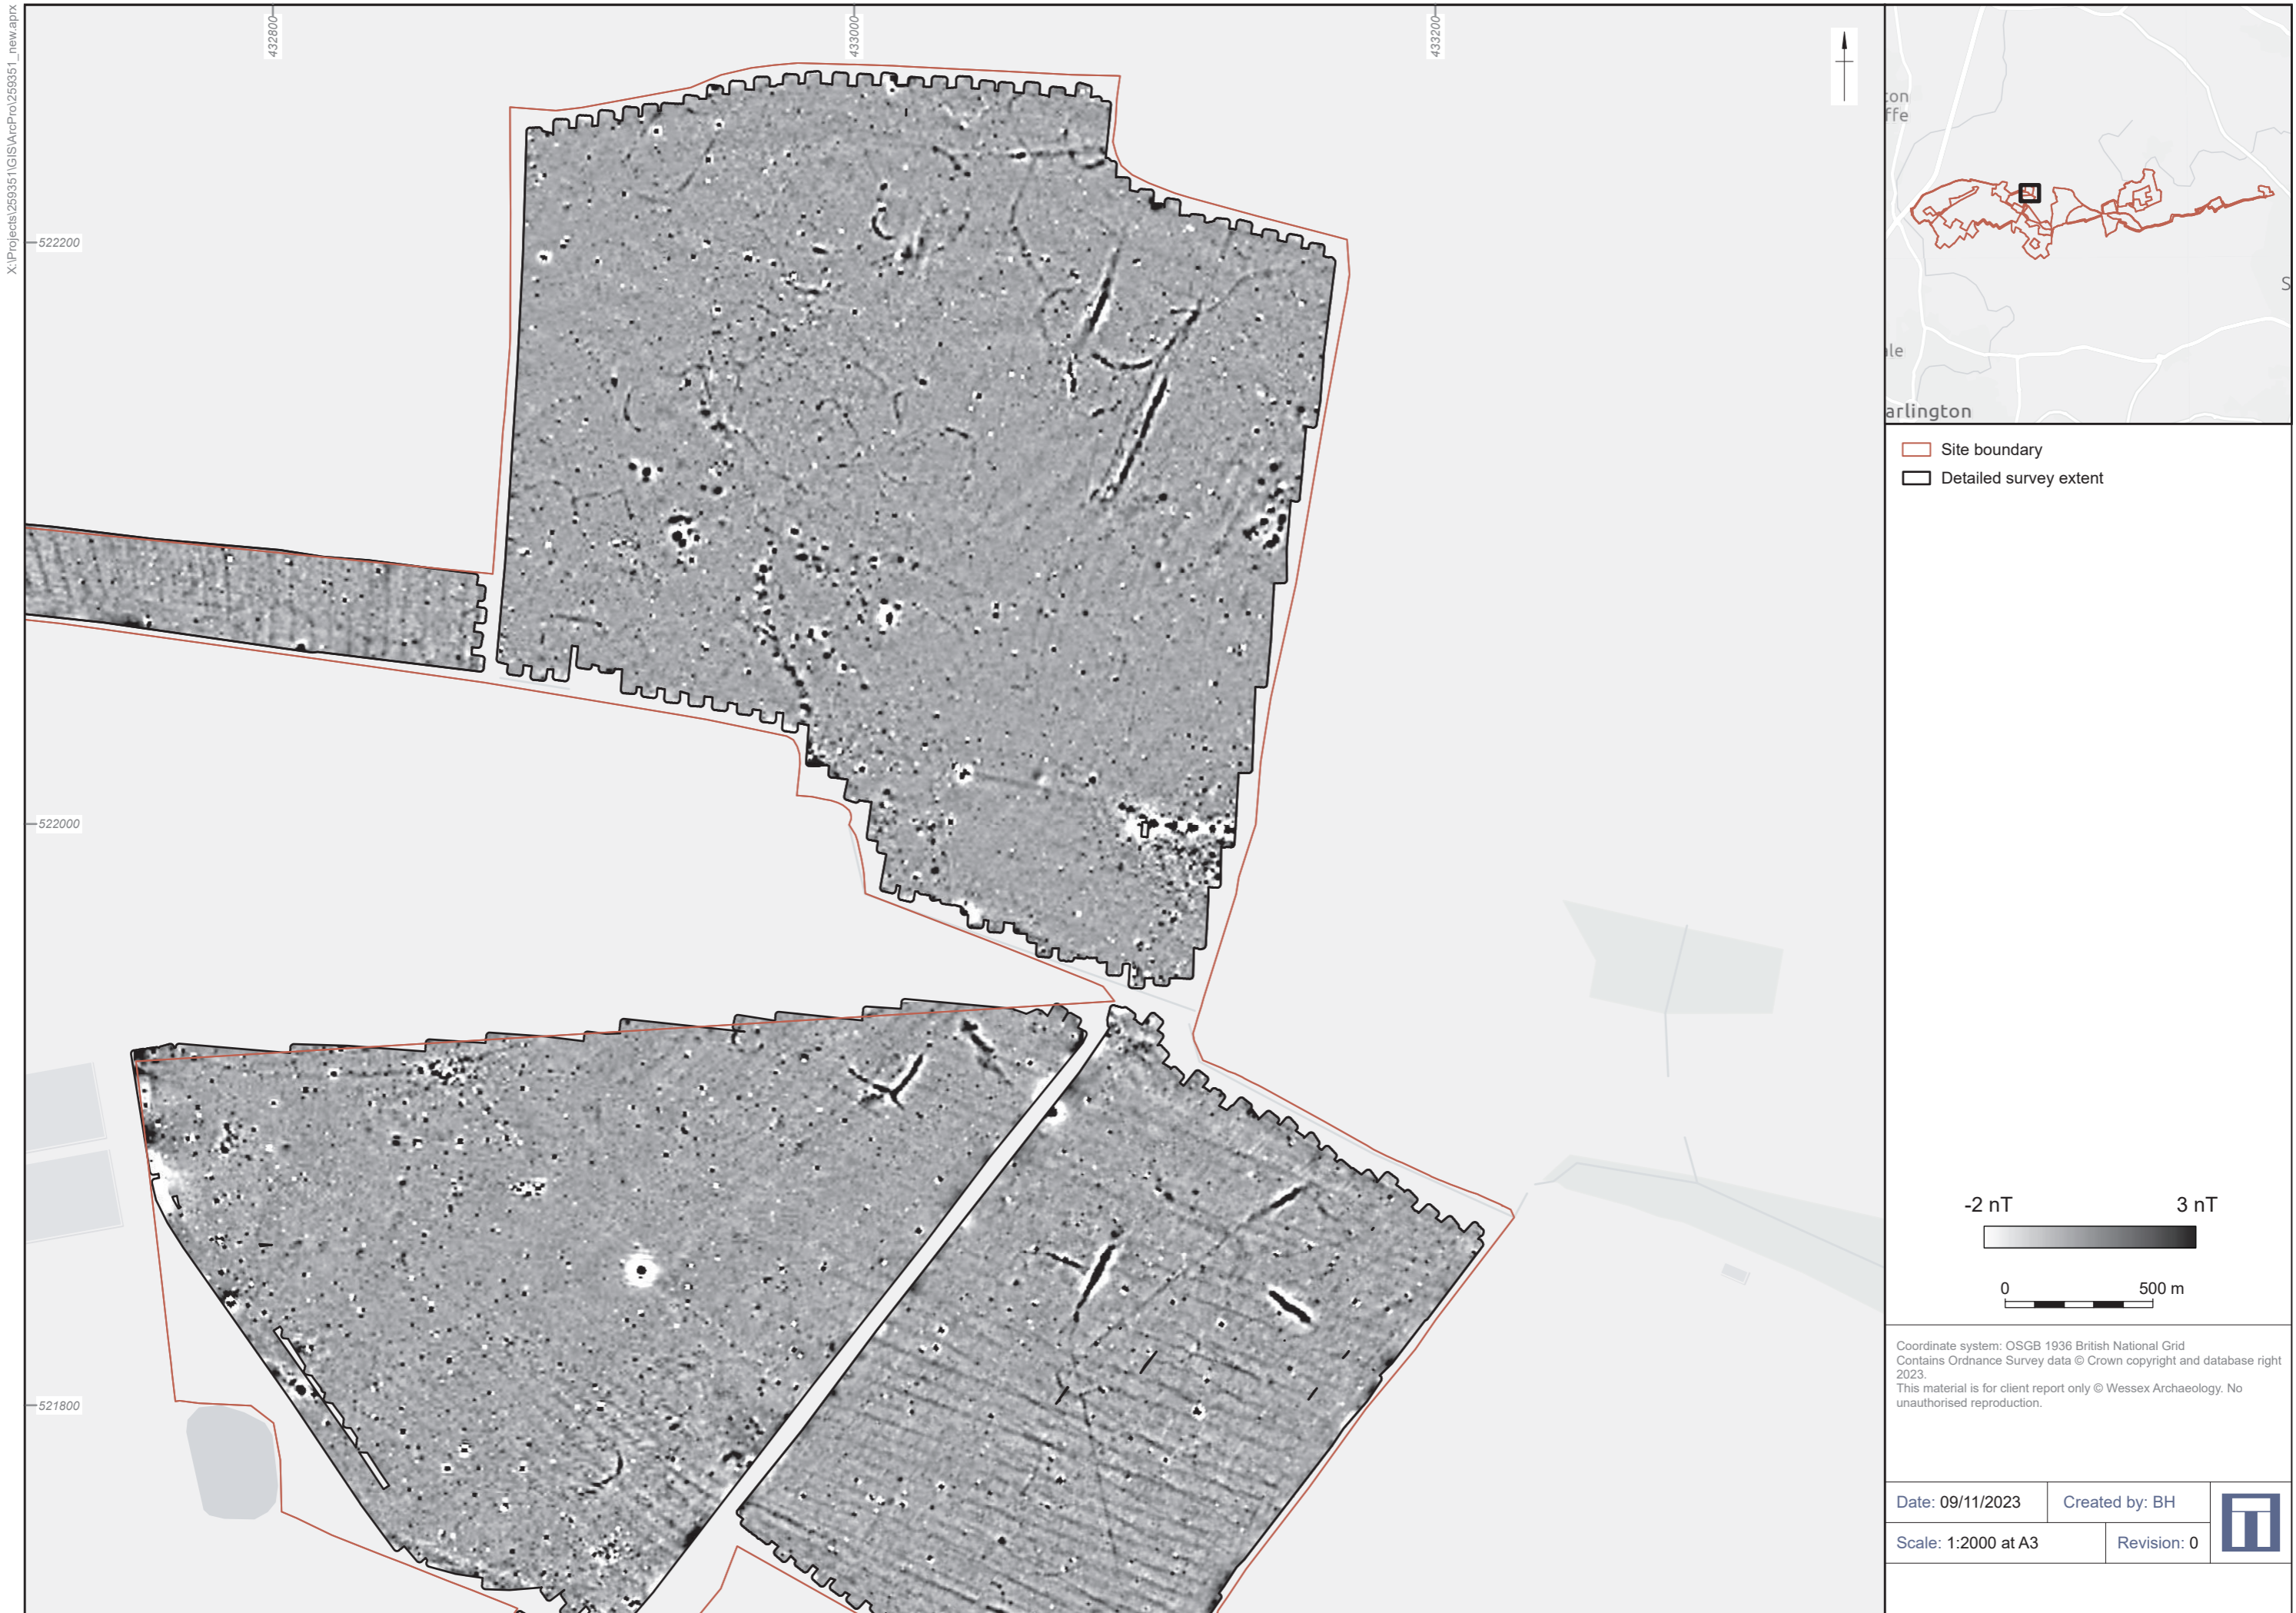 X:\Projects\259351\GIS\ArcPro\259351_new.aprx
432800
433000
433200
522200
522000
521800
ton
ffe
S
ale
arlington
Site boundary
Detailed survey extent
-2 nT 3 nT
0 500 m
Coordinate system: OSGB 1936 British National Grid
Contains Ordnance Survey data © Crown copyright and database right
2023.
This material is for client report only © Wessex Archaeology. No
unauthorised reproduction.
Date: 09/11/2023 Created by: BH
Scale: 1:2000 at A3 Revision: 0